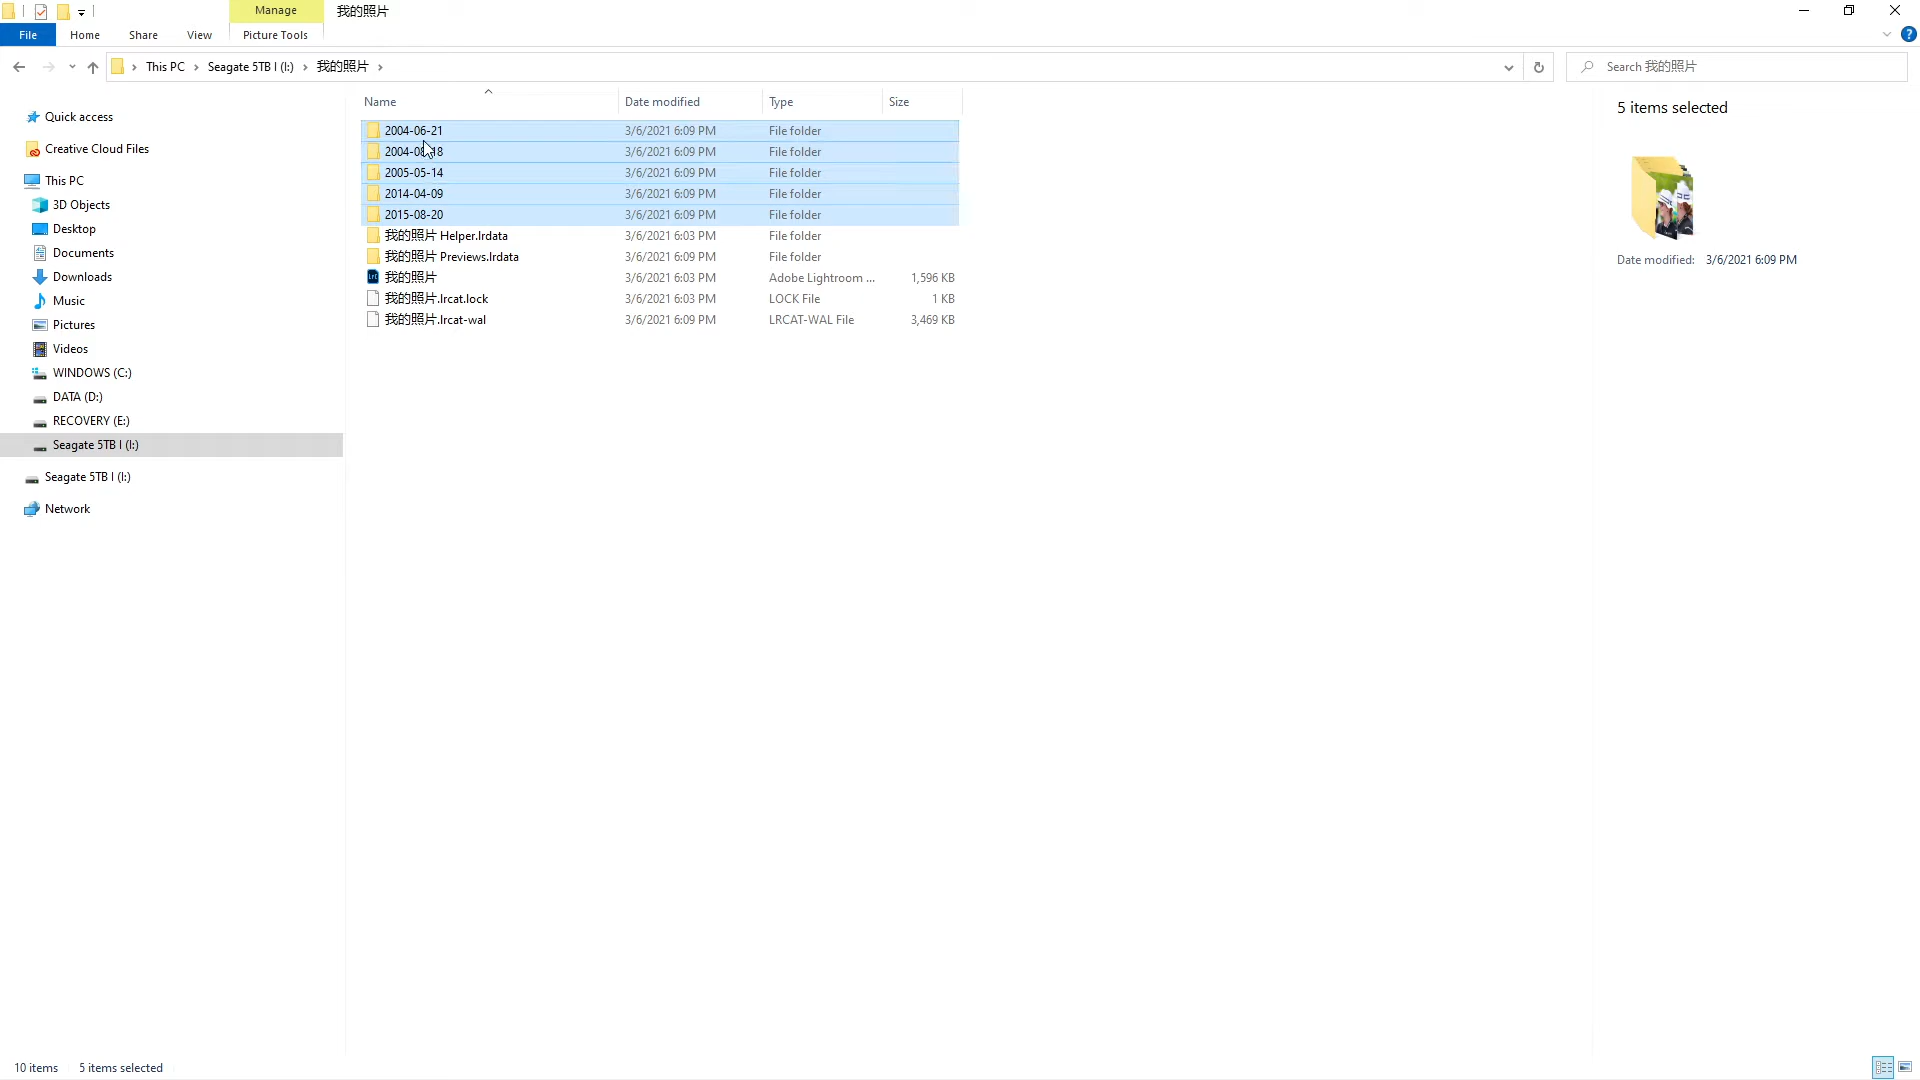 Manage 我的照片
File Home Share View Picture Tools
This PC Seagate 5TB I (I:) 我的照片 Search 我的照片
Name Date modified Type Size
2004-06-21 3/6/2021 6:09 PM File folder
2004-08-18 3/6/2021 6:09 PM File folder
2005-05-14 3/6/2021 6:09 PM File folder
2014-04-09 3/6/2021 6:09 PM File folder
2015-08-20 3/6/2021 6:09 PM File folder
我的照片 Helper.lrdata 3/6/2021 6:03 PM File folder
我的照片 Previews.lrdata 3/6/2021 6:09 PM File folder
我的照片 3/6/2021 6:03 PM Adobe Lightroom ... 1,596 KB
我的照片.lrcat.lock 3/6/2021 6:03 PM LOCK File 1 KB
我的照片.lrcat-wal 3/6/2021 6:09 PM LRCAT-WAL File 3,469 KB
Quick access
Creative Cloud Files
This PC
3D Objects
Desktop
Documents
Downloads
Music
Pictures
Videos
WINDOWS (C:)
DATA (D:)
RECOVERY (E:)
Seagate 5TB I (I:)
Seagate 5TB I (I:)
Network
5 items selected
Date modified: 3/6/2021 6:09 PM
10 items 5 items selected